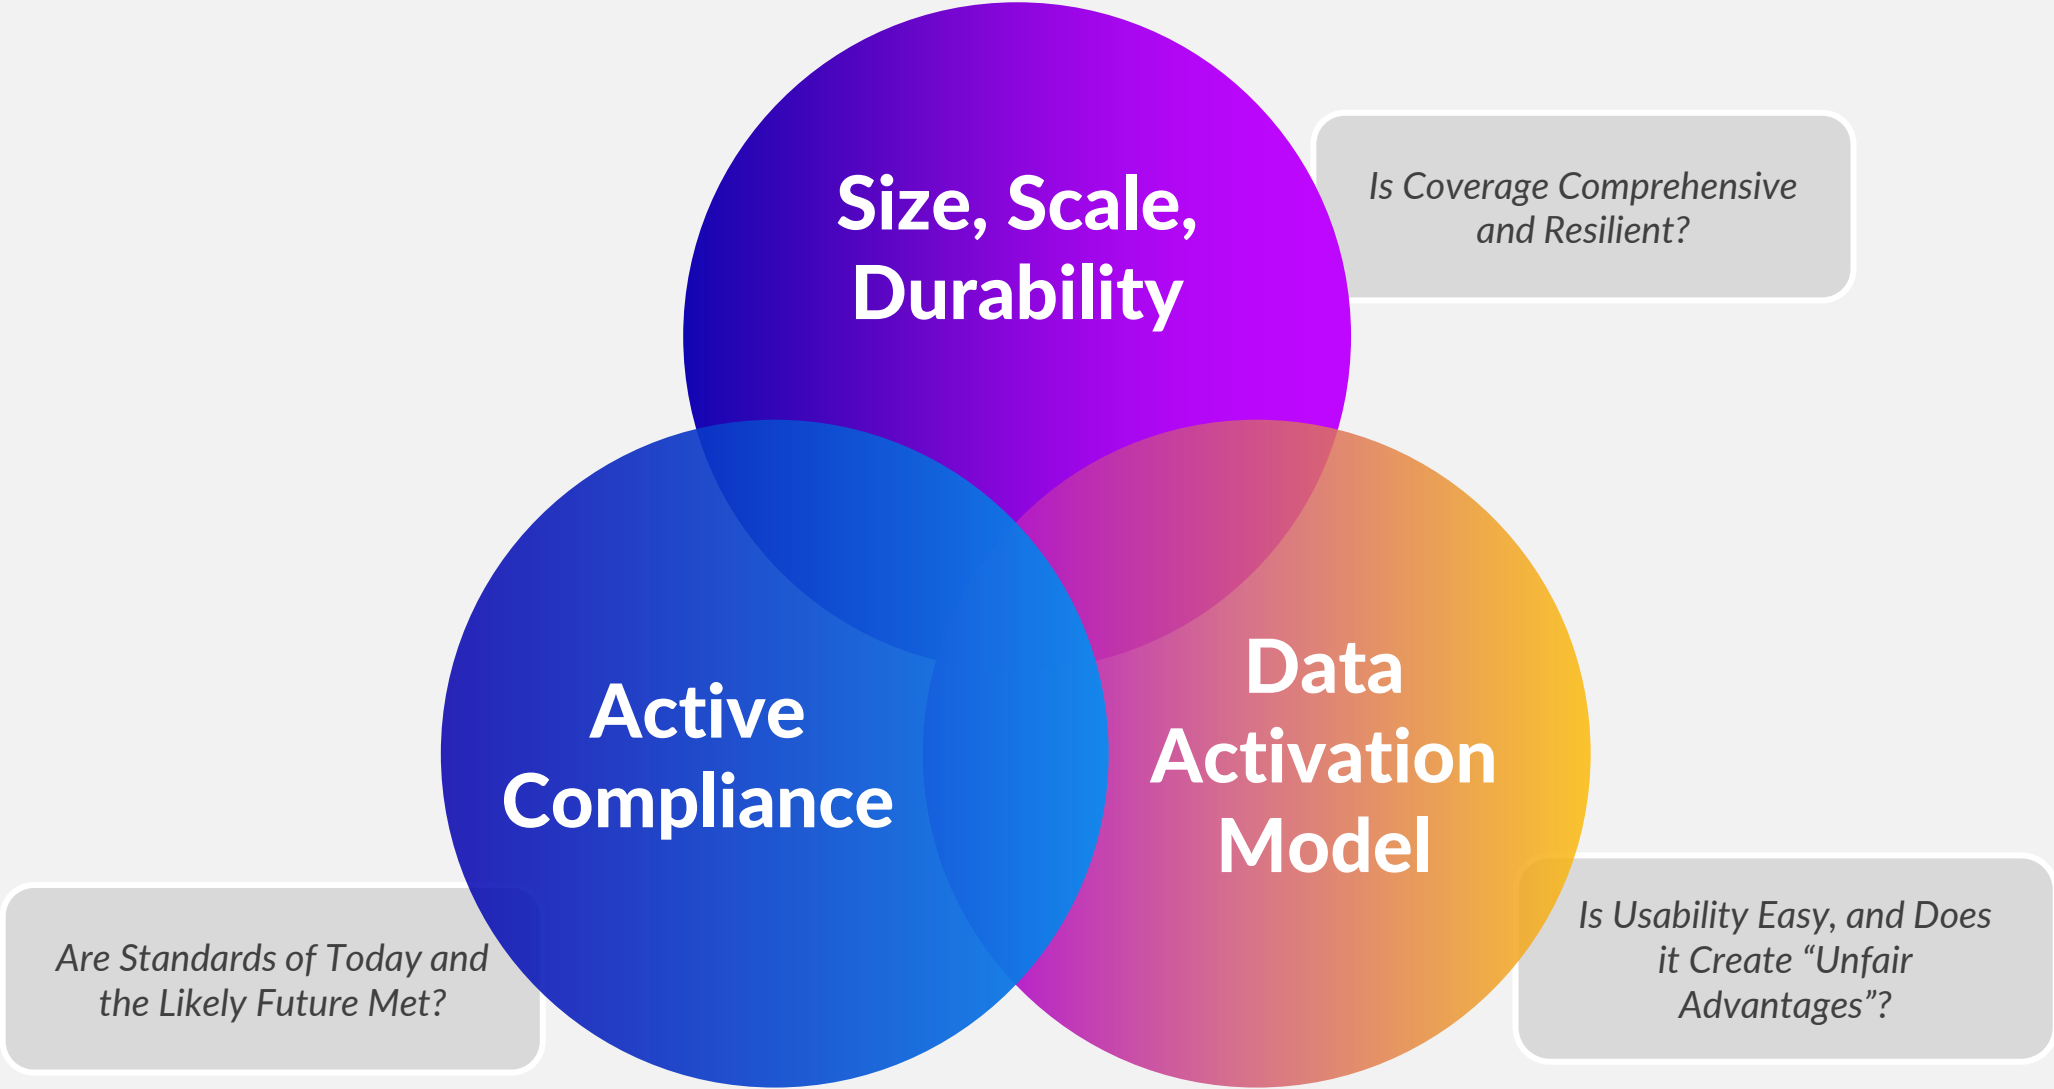 Size, Scale,
Durability
Is Coverage Comprehensive
and Resilient?
Active
Compliance
Data
Activation
Model
Are Standards of Today and
the Likely Future Met?
Is Usability Easy, and Does
it Create “Unfair
Advantages”?